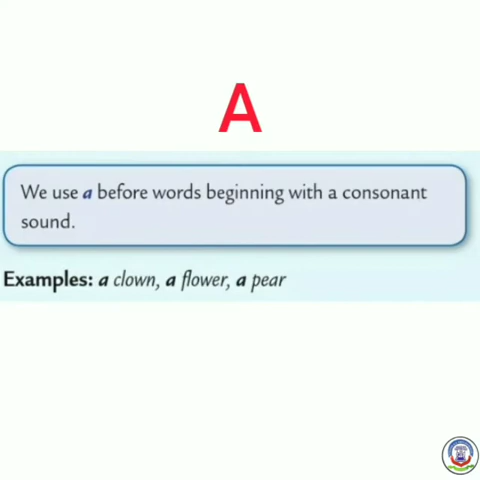 A
We use a before words beginning with a consonant
sound.
Examples: a clown, a flower, a pear